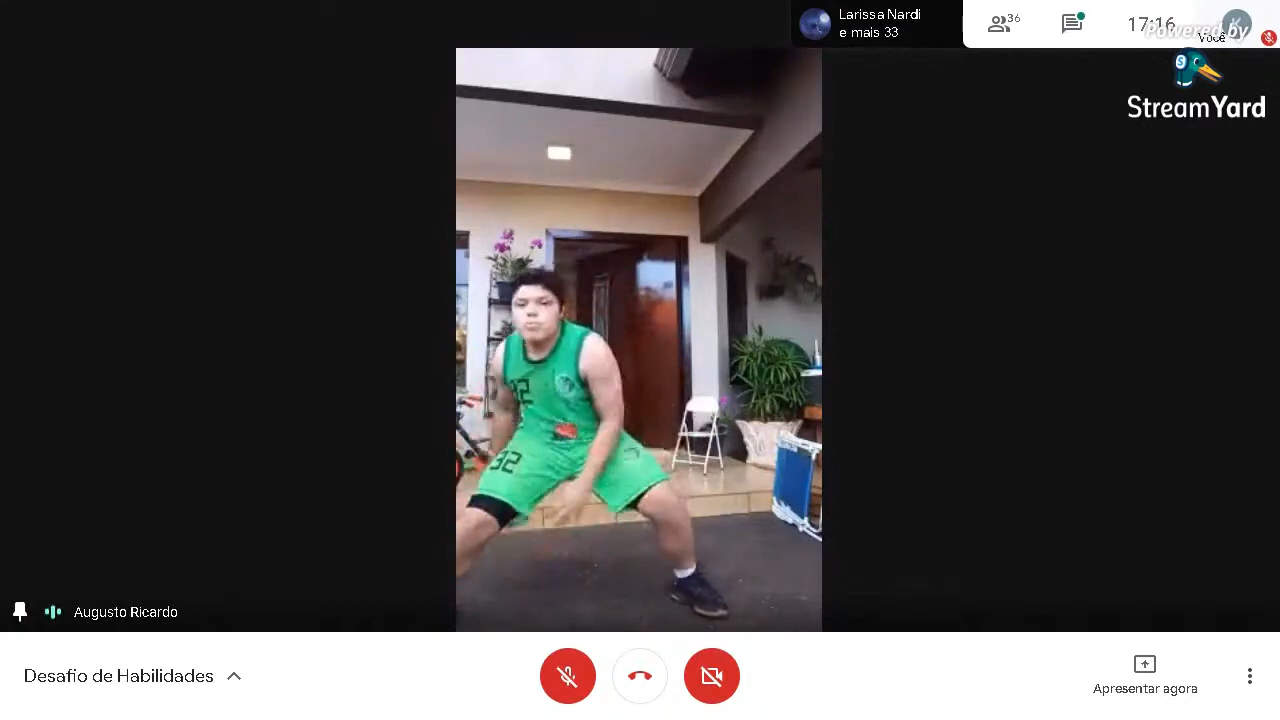 Larissa Nardi
e mais 33
36
17:16
Powered by
Você
StreamYard
32
32
Augusto Ricardo
Desafio de Habilidades
Apresentar agora